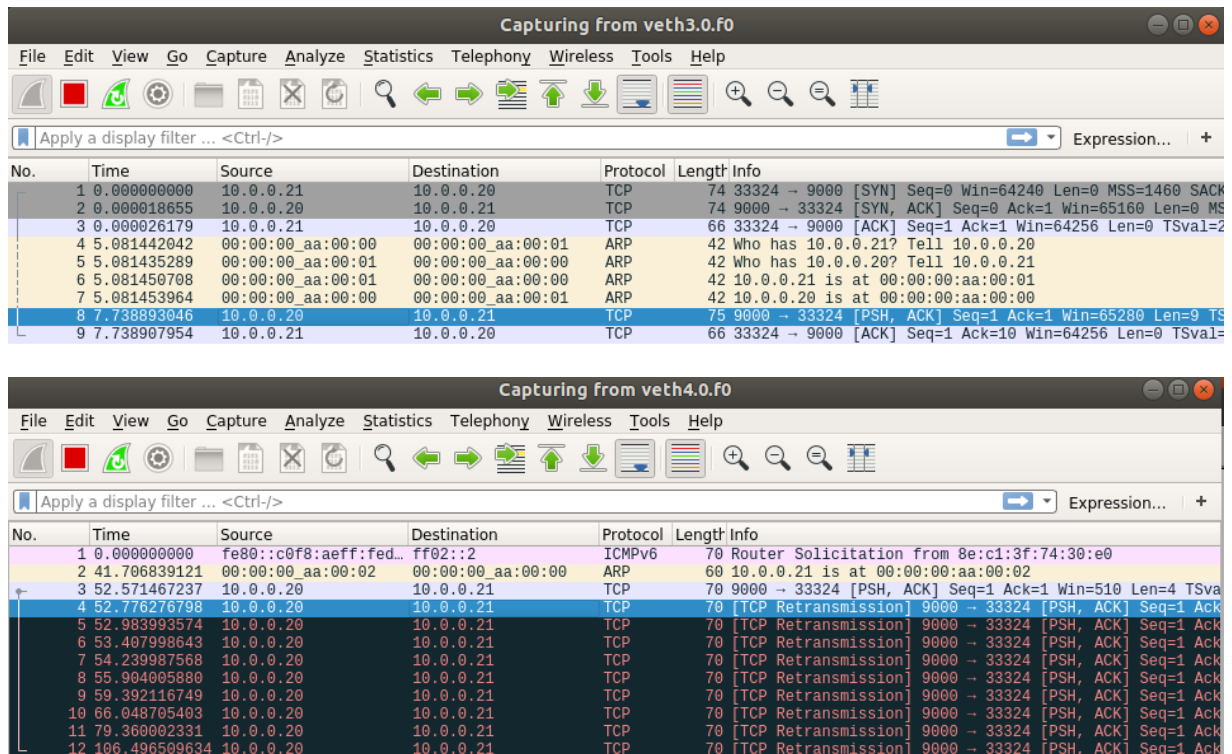 Capturing from veth3.0.f0
File Edit View Go Capture Analyze Statistics Telephony Wireless Tools Help
Apply a display filter ... <Ctrl-/> Expression... +
No. Time Source Destination Protocol Length Info
1 0.000000000 10.0.0.21 10.0.0.20 TCP 74 33324 → 9000 [SYN] Seq=0 Win=64240 Len=0 MSS=1460 SACK
2 0.000018655 10.0.0.20 10.0.0.21 TCP 74 9000 → 33324 [SYN, ACK] Seq=0 Ack=1 Win=65160 Len=0 MS
3 0.000026179 10.0.0.21 10.0.0.20 TCP 66 33324 → 9000 [ACK] Seq=1 Ack=1 Win=64256 Len=0 TSval=2
4 5.081442042 00:00:00_aa:00:00 00:00:00_aa:00:01 ARP 42 Who has 10.0.0.21? Tell 10.0.0.20
5 5.081435289 00:00:00_aa:00:01 00:00:00_aa:00:00 ARP 42 Who has 10.0.0.20? Tell 10.0.0.21
6 5.081450708 00:00:00_aa:00:01 00:00:00_aa:00:00 ARP 42 10.0.0.21 is at 00:00:00:aa:00:01
7 5.081453964 00:00:00_aa:00:00 00:00:00_aa:00:01 ARP 42 10.0.0.20 is at 00:00:00:aa:00:00
8 7.738893046 10.0.0.20 10.0.0.21 TCP 75 9000 → 33324 [PSH, ACK] Seq=1 Ack=1 Win=65280 Len=9 TS
9 7.738907954 10.0.0.21 10.0.0.20 TCP 66 33324 → 9000 [ACK] Seq=1 Ack=10 Win=64256 Len=0 TSval=
Capturing from veth4.0.f0
File Edit View Go Capture Analyze Statistics Telephony Wireless Tools Help
Apply a display filter ... <Ctrl-/> Expression... +
No. Time Source Destination Protocol Length Info
1 0.000000000 fe80::c0f8:aeff:fed… ff02::2 ICMPv6 70 Router Solicitation from 8e:c1:3f:74:30:e0
2 41.706839121 00:00:00_aa:00:02 00:00:00_aa:00:00 ARP 60 10.0.0.21 is at 00:00:00:aa:00:02
3 52.571467237 10.0.0.20 10.0.0.21 TCP 70 9000 → 33324 [PSH, ACK] Seq=1 Ack=1 Win=510 Len=4 TSva
4 52.776276798 10.0.0.20 10.0.0.21 TCP 70 [TCP Retransmission] 9000 → 33324 [PSH, ACK] Seq=1 Ack
5 52.983993574 10.0.0.20 10.0.0.21 TCP 70 [TCP Retransmission] 9000 → 33324 [PSH, ACK] Seq=1 Ack
6 53.407998643 10.0.0.20 10.0.0.21 TCP 70 [TCP Retransmission] 9000 → 33324 [PSH, ACK] Seq=1 Ack
7 54.239987568 10.0.0.20 10.0.0.21 TCP 70 [TCP Retransmission] 9000 → 33324 [PSH, ACK] Seq=1 Ack
8 55.904005880 10.0.0.20 10.0.0.21 TCP 70 [TCP Retransmission] 9000 → 33324 [PSH, ACK] Seq=1 Ack
9 59.392116749 10.0.0.20 10.0.0.21 TCP 70 [TCP Retransmission] 9000 → 33324 [PSH, ACK] Seq=1 Ack
10 66.048705403 10.0.0.20 10.0.0.21 TCP 70 [TCP Retransmission] 9000 → 33324 [PSH, ACK] Seq=1 Ack
11 79.360002331 10.0.0.20 10.0.0.21 TCP 70 [TCP Retransmission] 9000 → 33324 [PSH, ACK] Seq=1 Ack
12 106.496509634 10.0.0.20 10.0.0.21 TCP 70 [TCP Retransmission] 9000 → 33324 [PSH, ACK] Seq=1 Ack